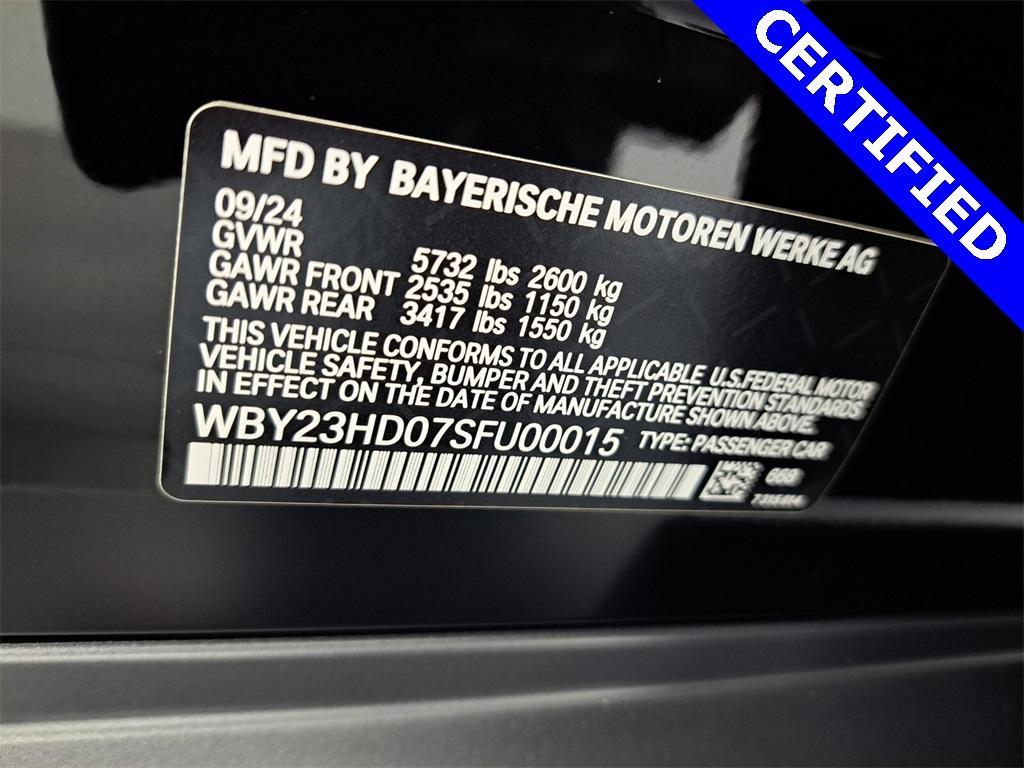 CERTIFIED
MFD BY BAYERISCHE MOTOREN WERKE AG
09/24
GVWR 5732 lbs 2600 kg
GAWR FRONT 2535 lbs 1150 kg
GAWR REAR 3417 lbs 1550 kg
THIS VEHICLE CONFORMS TO ALL APPLICABLE U.S.FEDERAL MOTOR
VEHICLE SAFETY, BUMPER AND THEFT PREVENTION STANDARDS
IN EFFECT ON THE DATE OF MANUFACTURE SHOWN ABOVE.
WBY23HD07SFU00015 TYPE: PASSENGER CAR